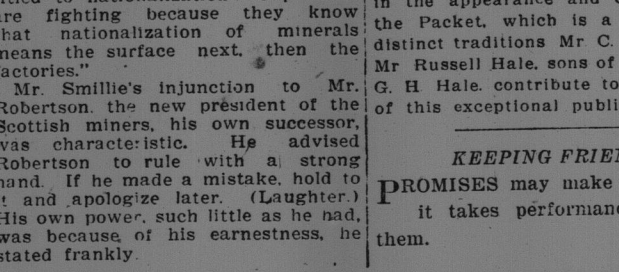 are fighting because they know
that nationalization of minerals
means the surface next, then the
factories."
Mr. Smillie's injunction to Mr.
Robertson. the new president of the
Scottish miners, his own successor,
was characteristic. He advised
Robertson to rule with a strong
hand. If he made a mistake, hold to
it and apologize later. (Laughter.)
His own power, such little as he had,
was because of his earnestness, he
stated frankly.
in the appearance and
the Packet, which is a
distinct traditions Mr. C.
Mr Russell Hale. sons of
G. H Hale. contribute to
of this exceptional publi
KEEPING FRIE
PROMISES may make
it takes performanc
them.